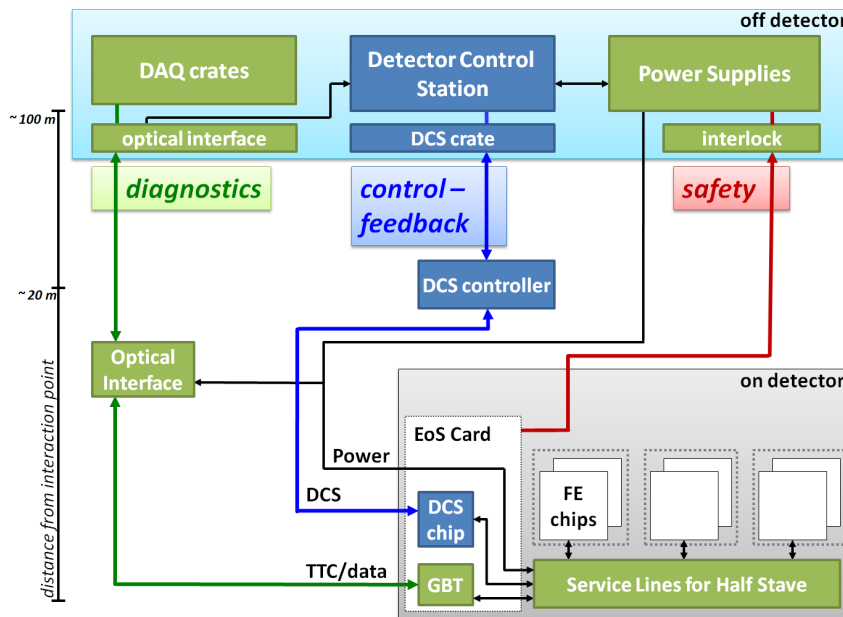 off detector
DAQ crates
Detector Control
Station
Power Supplies
~ 100 m
optical interface
DCS crate
interlock
diagnostics
control –
feedback
safety
DCS controller
~ 20 m
Optical
Interface
on detector
EoS Card
Power
DCS
FE
chips
DCS
chip
TTC/data
GBT
Service Lines for Half Stave
distance from interaction point